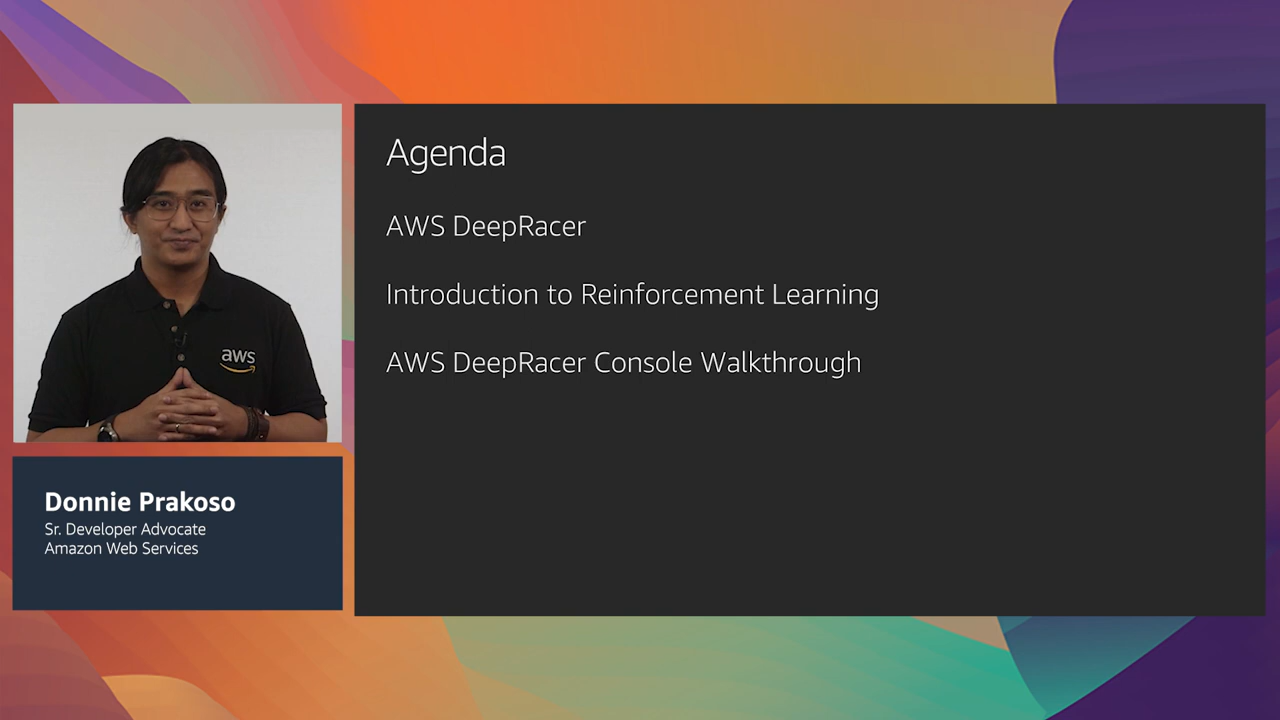 aws
Donnie Prakoso
Sr. Developer Advocate
Amazon Web Services
Agenda
AWS DeepRacer
Introduction to Reinforcement Learning
AWS DeepRacer Console Walkthrough